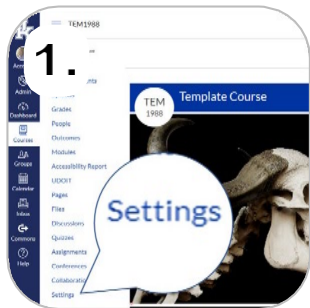 TEM1988
1.
Admin
Dashboard
Courses
Groups
Calendar
Inbox
Commons
Help
Grades
People
Outcomes
Modules
Accessibility Report
UDOIT
Pages
Files
Discussions
Quizzes
Assignments
Conferences
Collaboratio
Settings
TEM
1988
Template Course
Settings